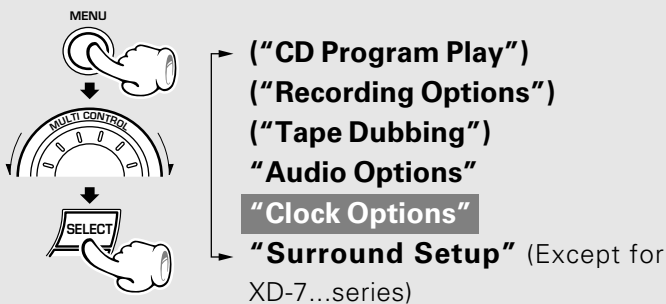 MENU
MULTI CONTROL
SELECT
(“CD Program Play”)
(“Recording Options”)
(“Tape Dubbing”)
“Audio Options”
“Clock Options”
“Surround Setup” (Except for
XD-7...series)